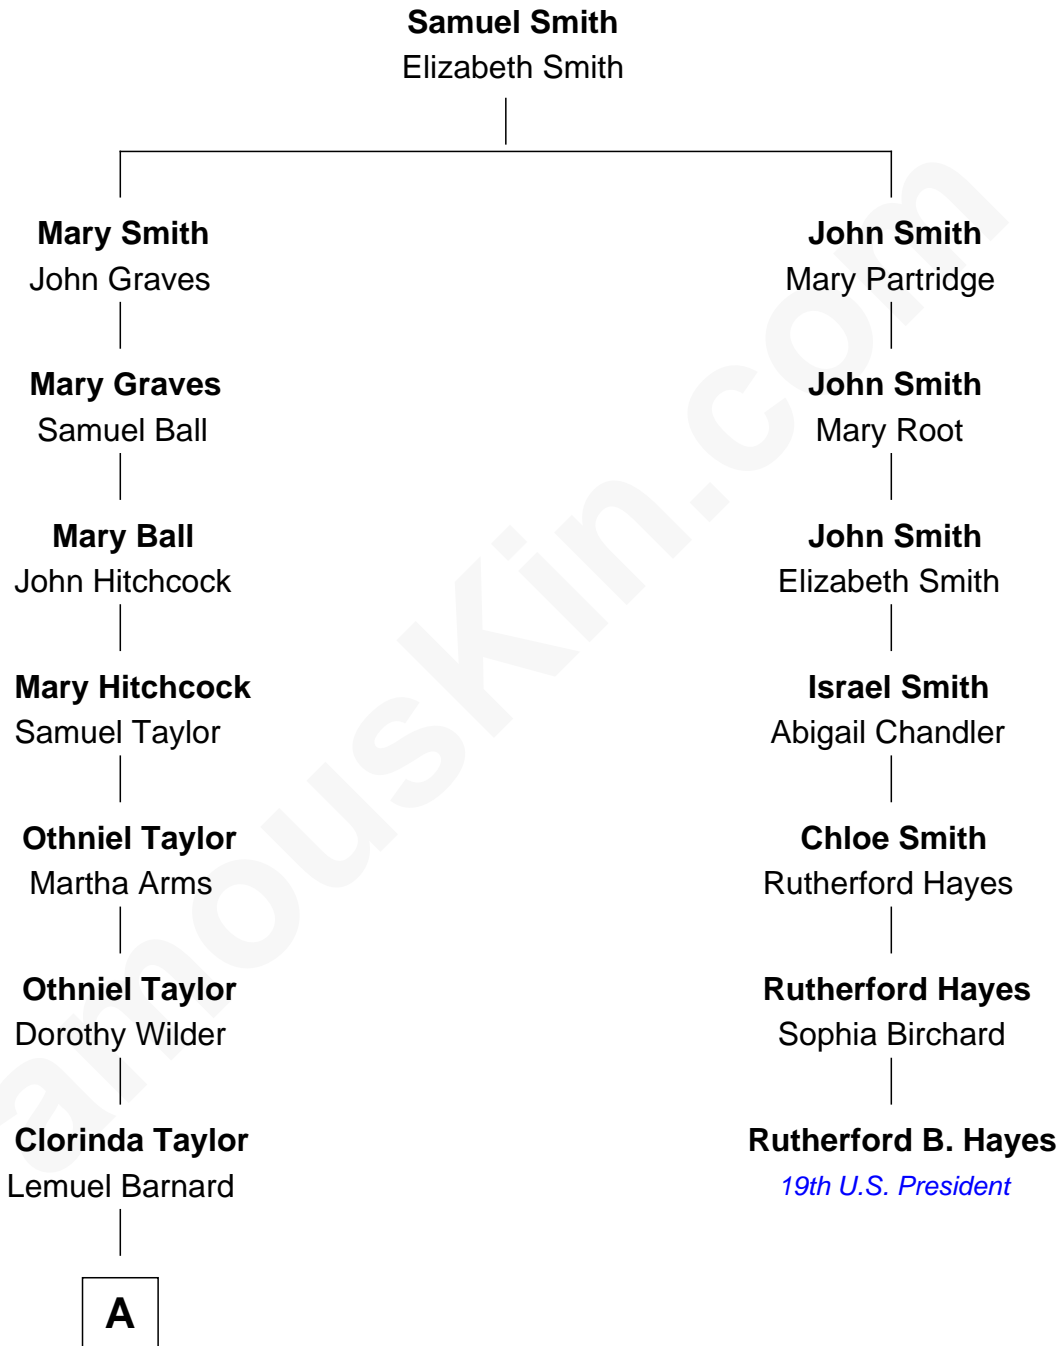 Samuel Smith
Elizabeth Smith
Mary Smith
John Graves
John Smith
Mary Partridge
Mary Graves
Samuel Ball
John Smith
Mary Root
Mary Ball
John Hitchcock
John Smith
Elizabeth Smith
Mary Hitchcock
Samuel Taylor
Israel Smith
Abigail Chandler
Othniel Taylor
Martha Arms
Chloe Smith
Rutherford Hayes
Othniel Taylor
Dorothy Wilder
Rutherford Hayes
Sophia Birchard
Clorinda Taylor
Lemuel Barnard
Rutherford B. Hayes
19th U.S. President
A
amouskin.com